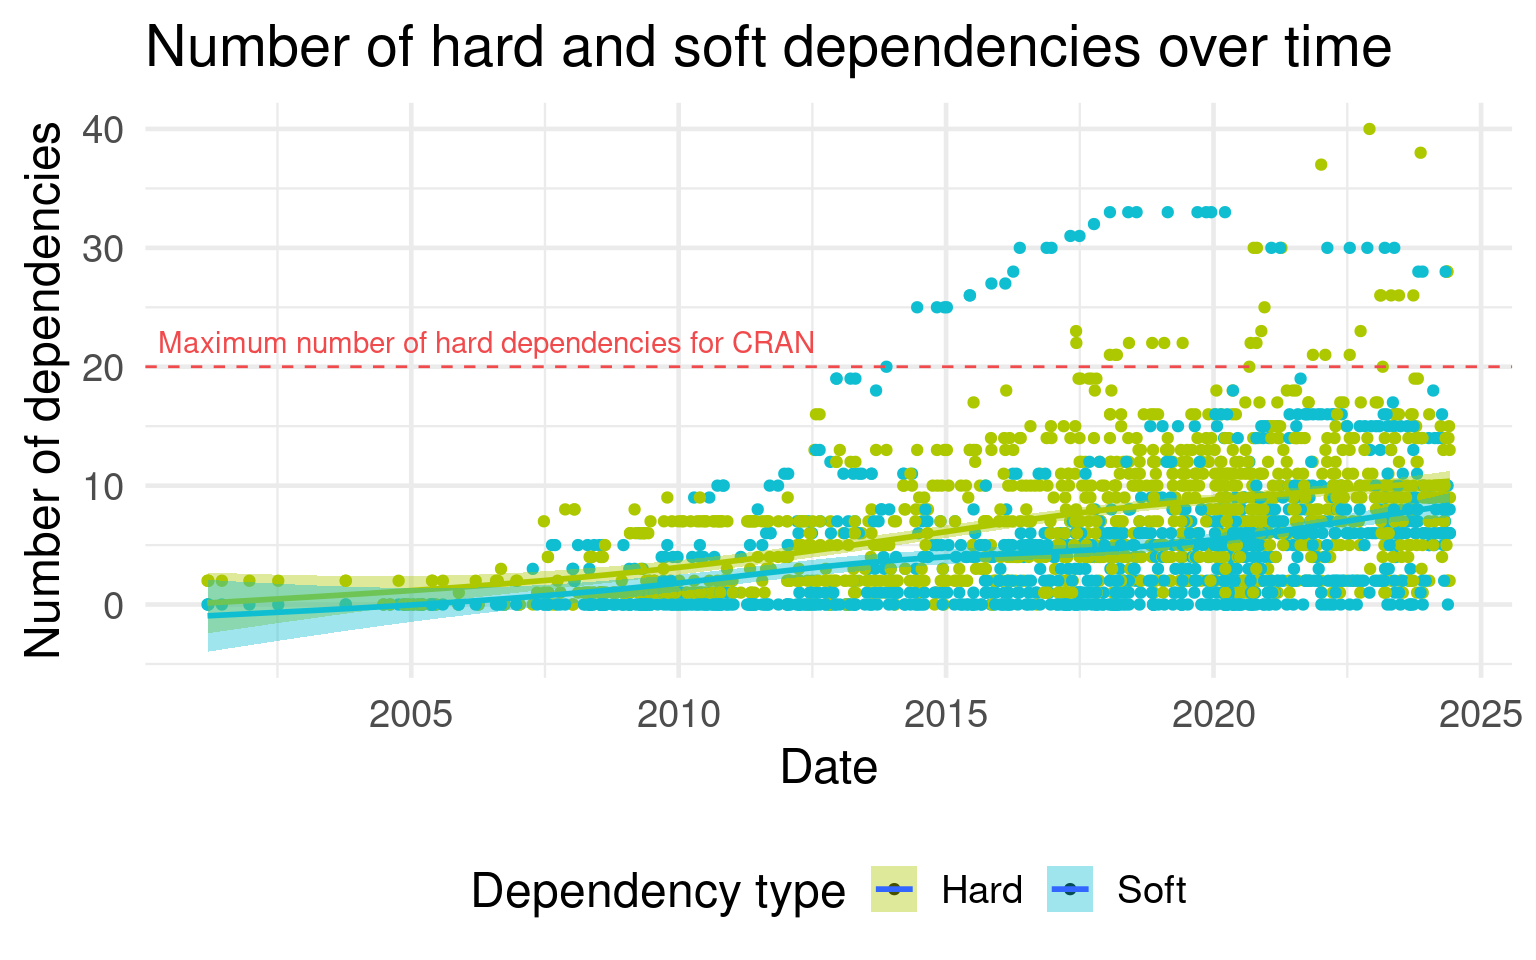 Number of hard and soft dependencies over time
Number of dependencies
40
30
20
10
0
Maximum number of hard dependencies for CRAN
2005 2010 2015 2020 2025
Date
Dependency type Hard Soft